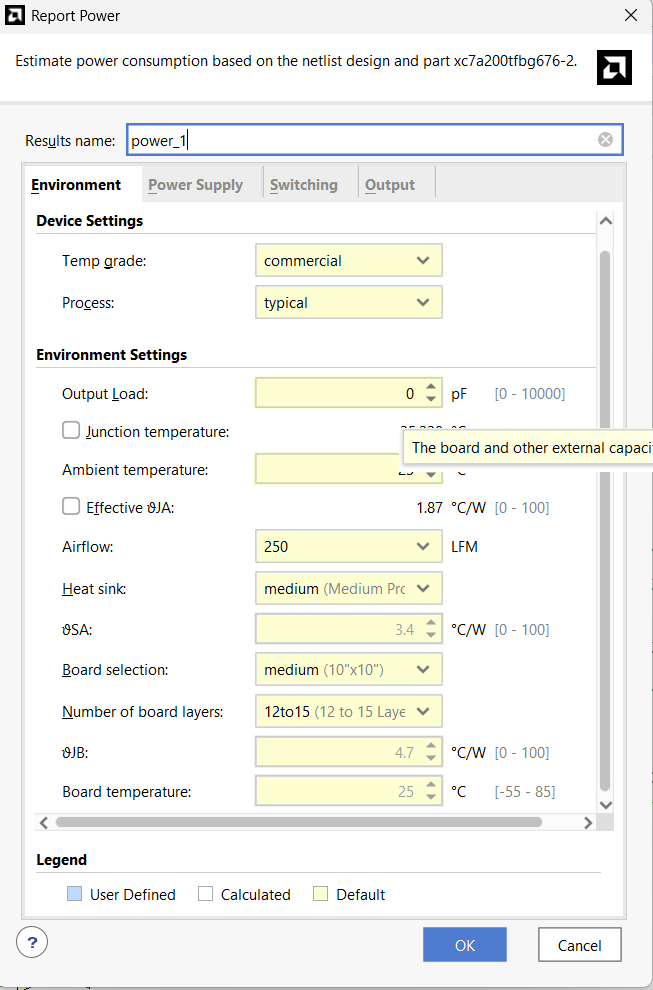 Report Power
Estimate power consumption based on the netlist design and part xc7a200tfbg676-2.
Results name: power_1
Environment Power Supply Switching Output
Device Settings
Temp grade: commercial
Process: typical
Environment Settings
Output Load: 0 pF [0 - 10000]
Junction temperature:
The board and other external capaci
Ambient temperature: 25 °C
Effective ϑJA: 1.87 °C/W [0 - 100]
Airflow: 250 LFM
Heat sink: medium (Medium Prc
ϑSA: 3.4 °C/W [0 - 100]
Board selection: medium (10"x10")
Number of board layers: 12to15 (12 to 15 Laye
ϑJB: 4.7 °C/W [0 - 100]
Board temperature: 25 °C [-55 - 85]
Legend
User Defined Calculated Default
? OK Cancel